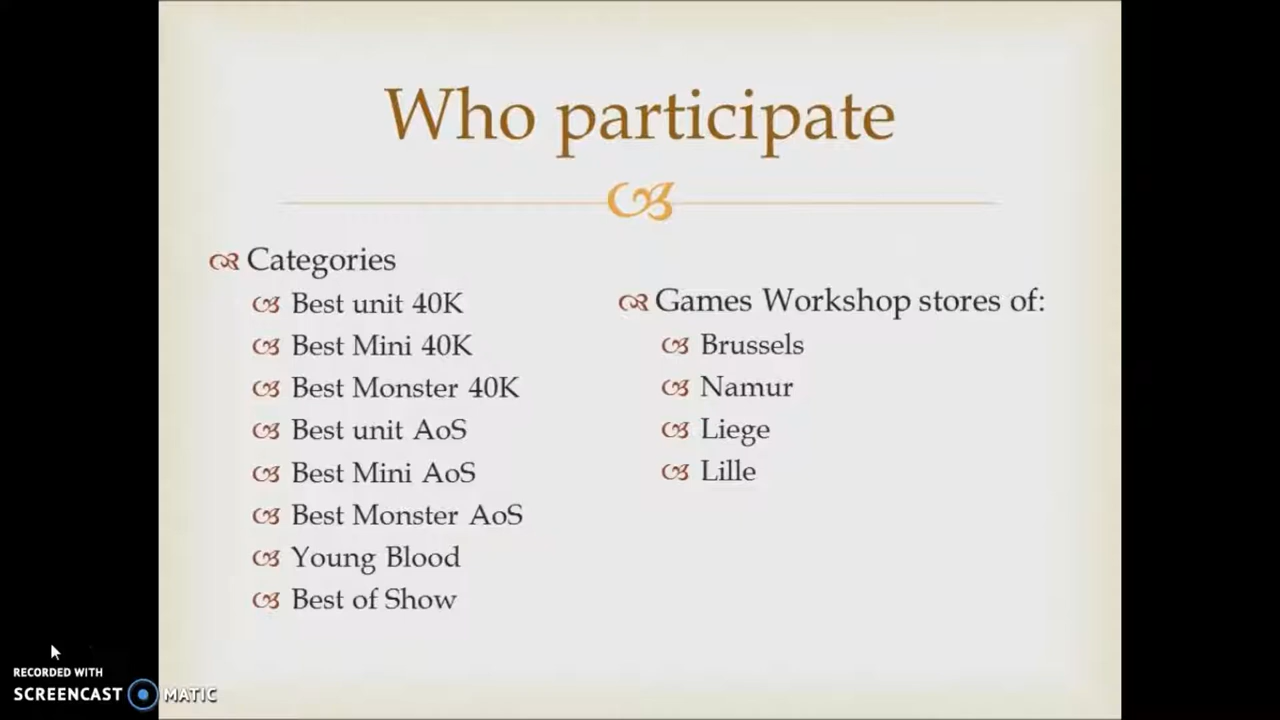 Who participate
Categories
Best unit 40K
Best Mini 40K
Best Monster 40K
Best unit AoS
Best Mini AoS
Best Monster AoS
Young Blood
Best of Show
Games Workshop stores of:
Brussels
Namur
Liege
Lille
RECORDED WITH
SCREENCAST MATIC